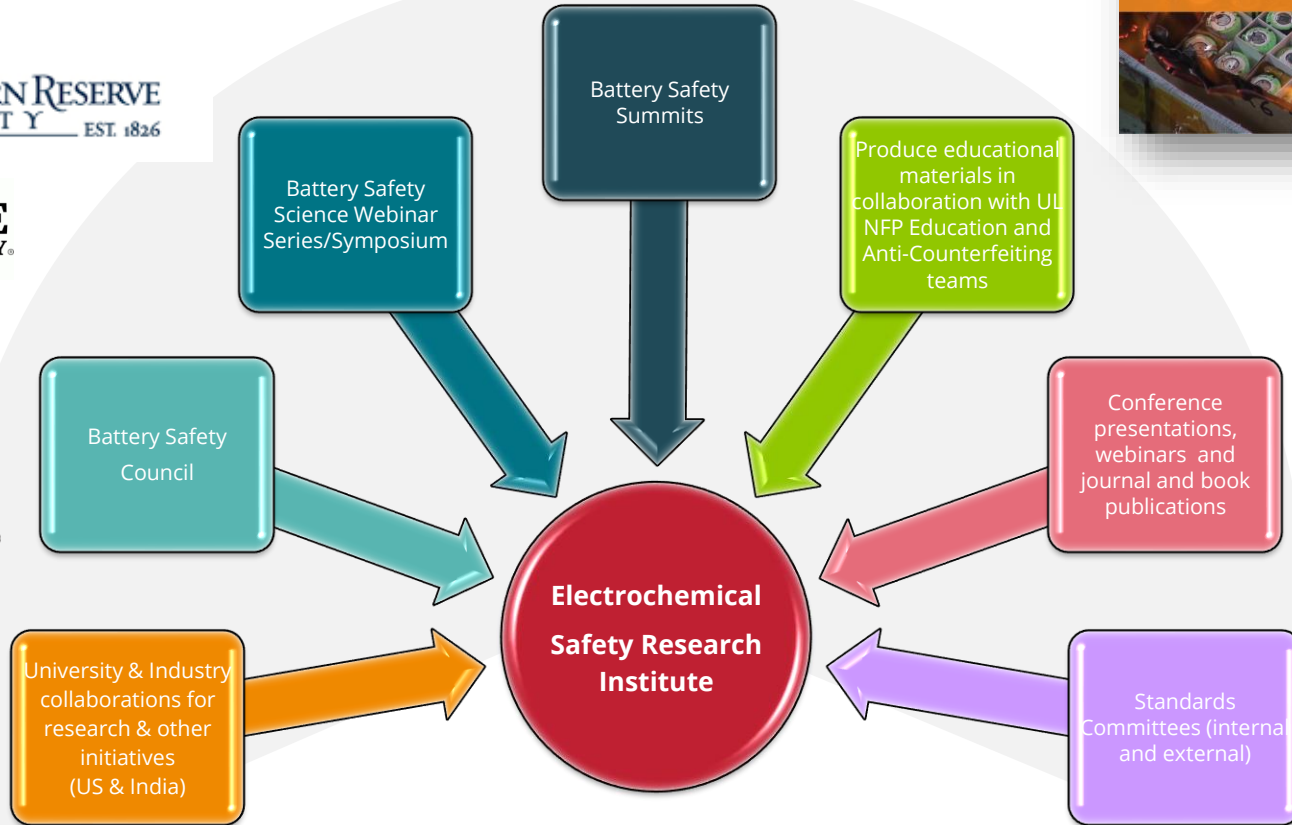 RN RESERVE
T Y EST. 1826
Battery Safety
Summits
Battery Safety
Science Webinar
Series/Symposium
Produce educational
materials in
collaboration with UL
NFP Education and
Anti-Counterfeiting
teams
E
Y®
Battery Safety
Council
Conference
presentations,
webinars and
journal and book
publications
Electrochemical
Safety Research
Institute
University & Industry
collaborations for
research & other
initiatives
(US & India)
Standards
Committees (internal
and external)